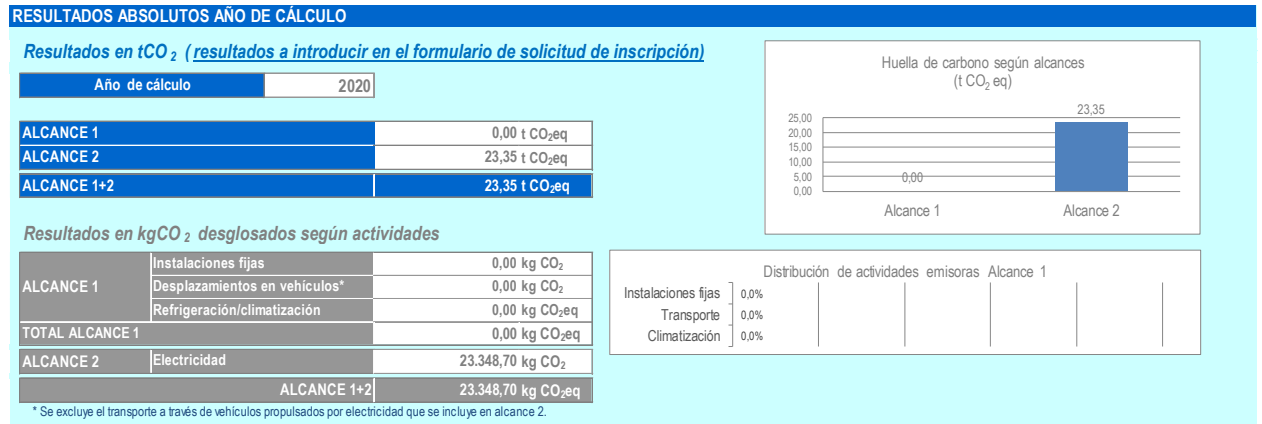 RESULTADOS ABSOLUTOS AÑO DE CÁLCULO
Resultados en tCO₂ (resultados a introducir en el formulario de solicitud de inscripción)
Año de cálculo 2020
ALCANCE 1 0,00 t CO₂eq
ALCANCE 2 23,35 t CO₂eq
ALCANCE 1+2 23,35 t CO₂eq
Huella de carbono según alcances
(t CO₂ eq)
25,00
20,00
15,00
10,00
5,00
0,00
0,00
23,35
Alcance 1 Alcance 2
Resultados en kgCO₂ desglosados según actividades
ALCANCE 1
Instalaciones fijas 0,00 kg CO₂
Desplazamientos en vehículos* 0,00 kg CO₂
Refrigeración/climatización 0,00 kg CO₂eq
TOTAL ALCANCE 1 0,00 kg CO₂eq
ALCANCE 2 Electricidad 23.348,70 kg CO₂
ALCANCE 1+2 23.348,70 kg CO₂eq
* Se excluye el transporte a través de vehículos propulsados por electricidad que se incluye en alcance 2.
Distribución de actividades emisoras Alcance 1
Instalaciones fijas 0,0%
Transporte 0,0%
Climatización 0,0%